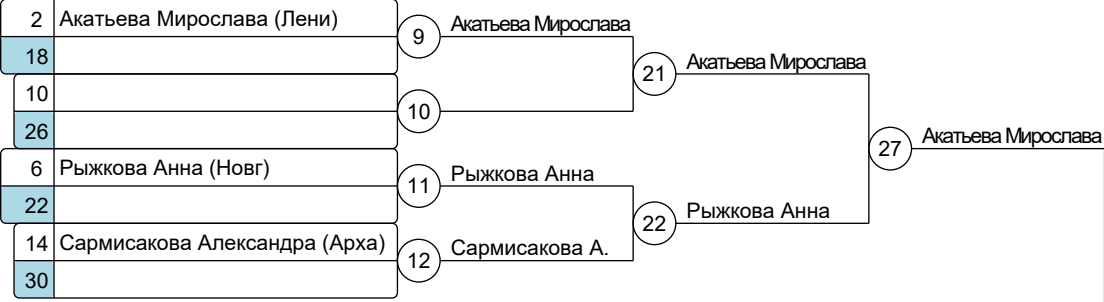 2 Акатьева Мирослава (Лени)
18
9
Акатьева Мирослава
10
26
10
21
Акатьева Мирослава
6 Рыжкова Анна (Новг)
22
11
Рыжкова Анна
14 Сармисакова Александра (Арха)
30
12
Сармисакова А.
22
Рыжкова Анна
27
Акатьева Мирослава